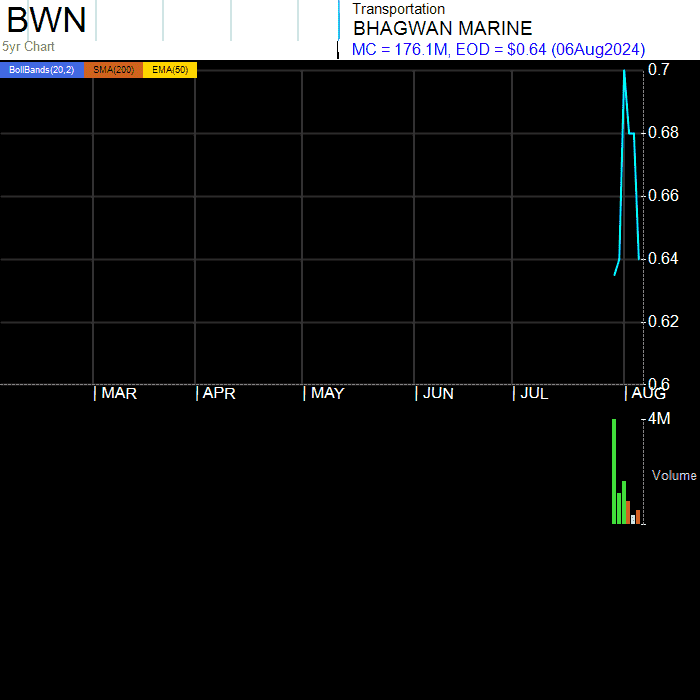 BWN
5yr Chart
Transportation
BHAGWAN MARINE
MC = 176.1M, EOD = $0.64 (06Aug2024)
BollBands(20,2) SMA(200) EMA(50)
0.7
0.68
0.66
0.64
0.62
0.6
| MAR | APR | MAY | JUN | JUL | AUG
4M
Volume